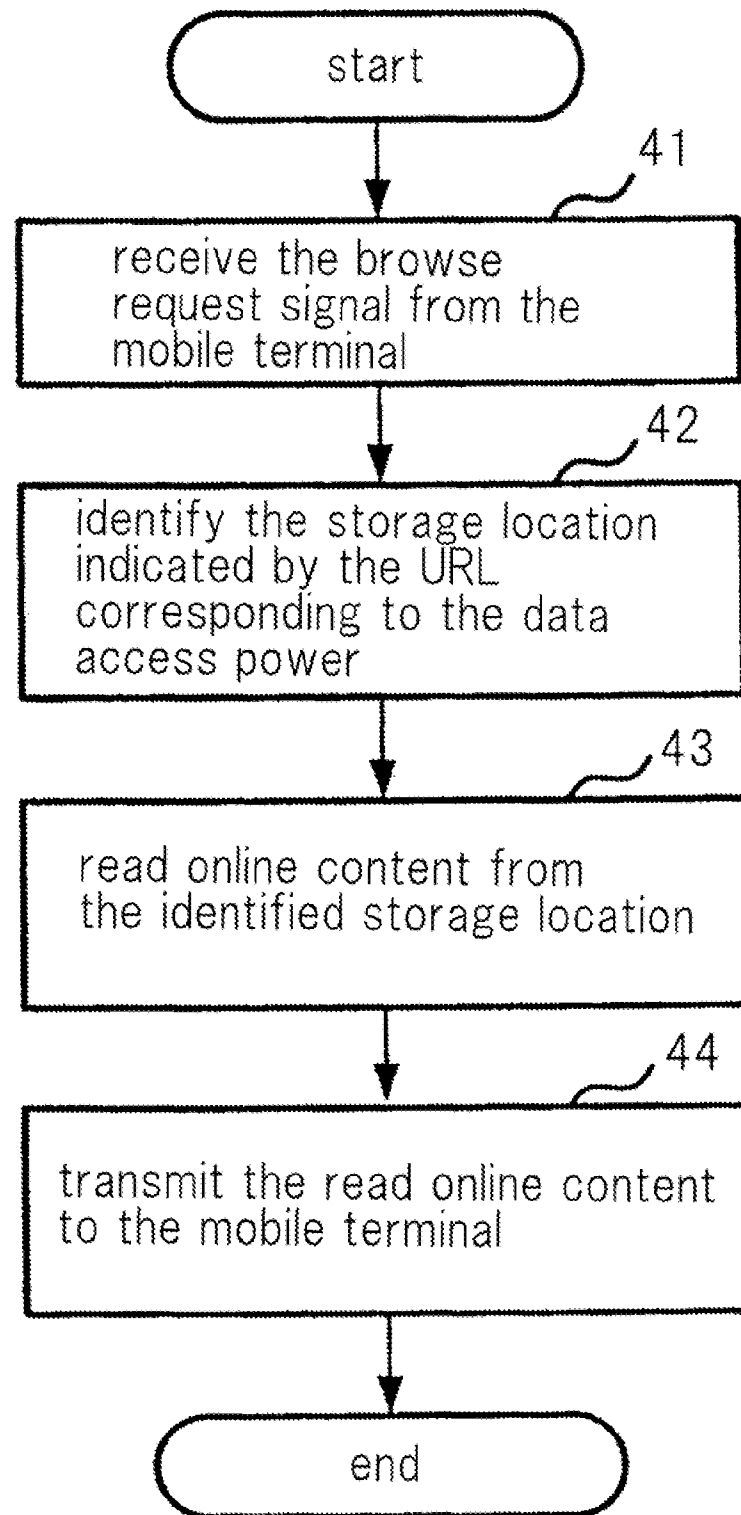 start
41
receive the browse
request signal from the
mobile terminal
42
identify the storage location
indicated by the URL
corresponding to the data
access power
43
read online content from
the identified storage location
44
transmit the read online content
to the mobile terminal
end